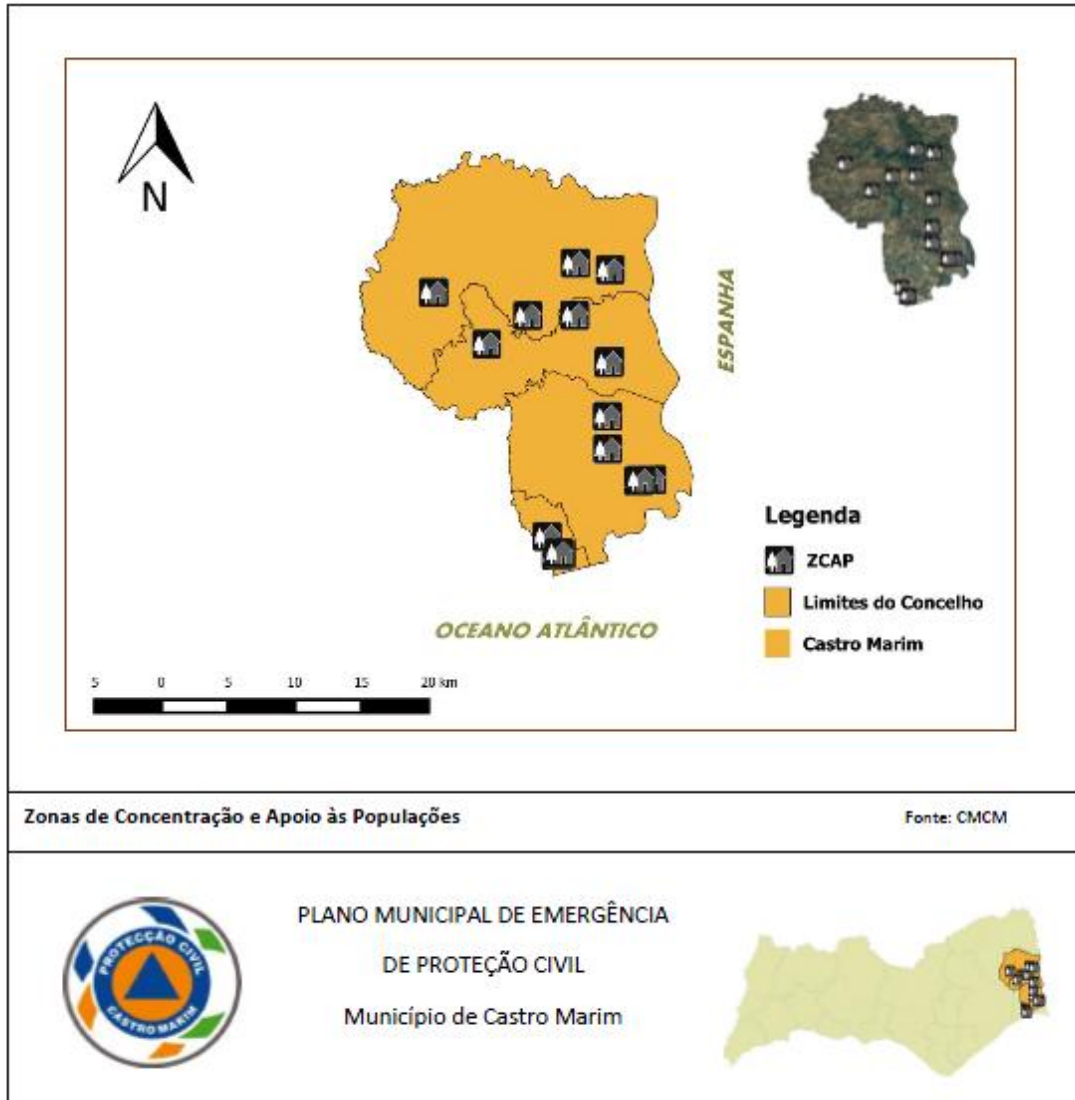 N
ESPANHA
OCEANO ATLÂNTICO
Legenda
ZCAP
Limites do Concelho
Castro Marim
5 0 5 10 15 20 km
Zonas de Concentração e Apoio às Populações
Fonte: CMCM
PROTECÇÃO CIVIL
CASTRO MARIM
PLANO MUNICIPAL DE EMERGÊNCIA
DE PROTEÇÃO CIVIL
Município de Castro Marim